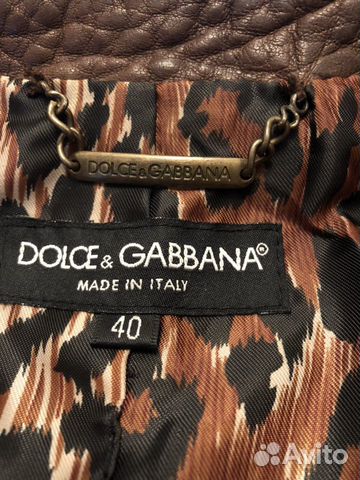 DOLCE&GABBANA
DOLCE & GABBANA®
MADE IN ITALY
40
Avito